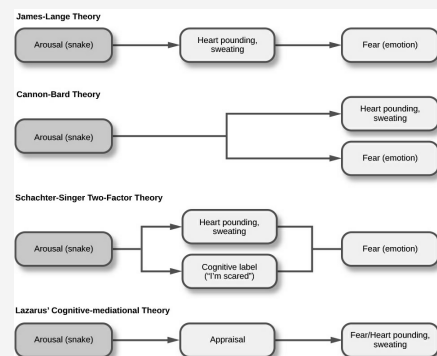 James-Lange Theory
Arousal (snake)
Heart pounding,
sweating
Fear (emotion)
Cannon-Bard Theory
Arousal (snake)
Heart pounding,
sweating
Fear (emotion)
Schachter-Singer Two-Factor Theory
Arousal (snake)
Heart pounding,
sweating
Cognitive label
("I'm scared")
Fear (emotion)
Lazarus' Cognitive-mediational Theory
Arousal (snake)
Appraisal
Fear/Heart pounding,
sweating